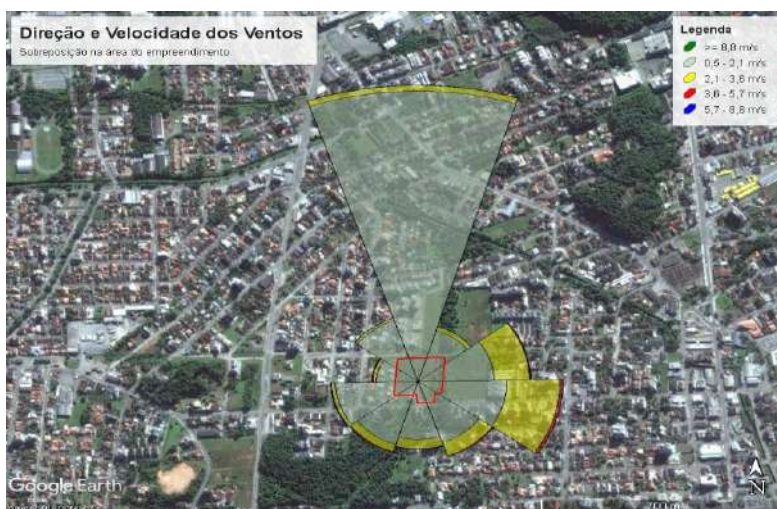 Direção e Velocidade dos Ventos
Sobreposição na área do empreendimento.
Legenda
>= 8,8 m/s
0,5 - 2,1 m/s
2,1 - 3,6 m/s
3,6 - 5,7 m/s
5,7 - 8,8 m/s
Google Earth
N